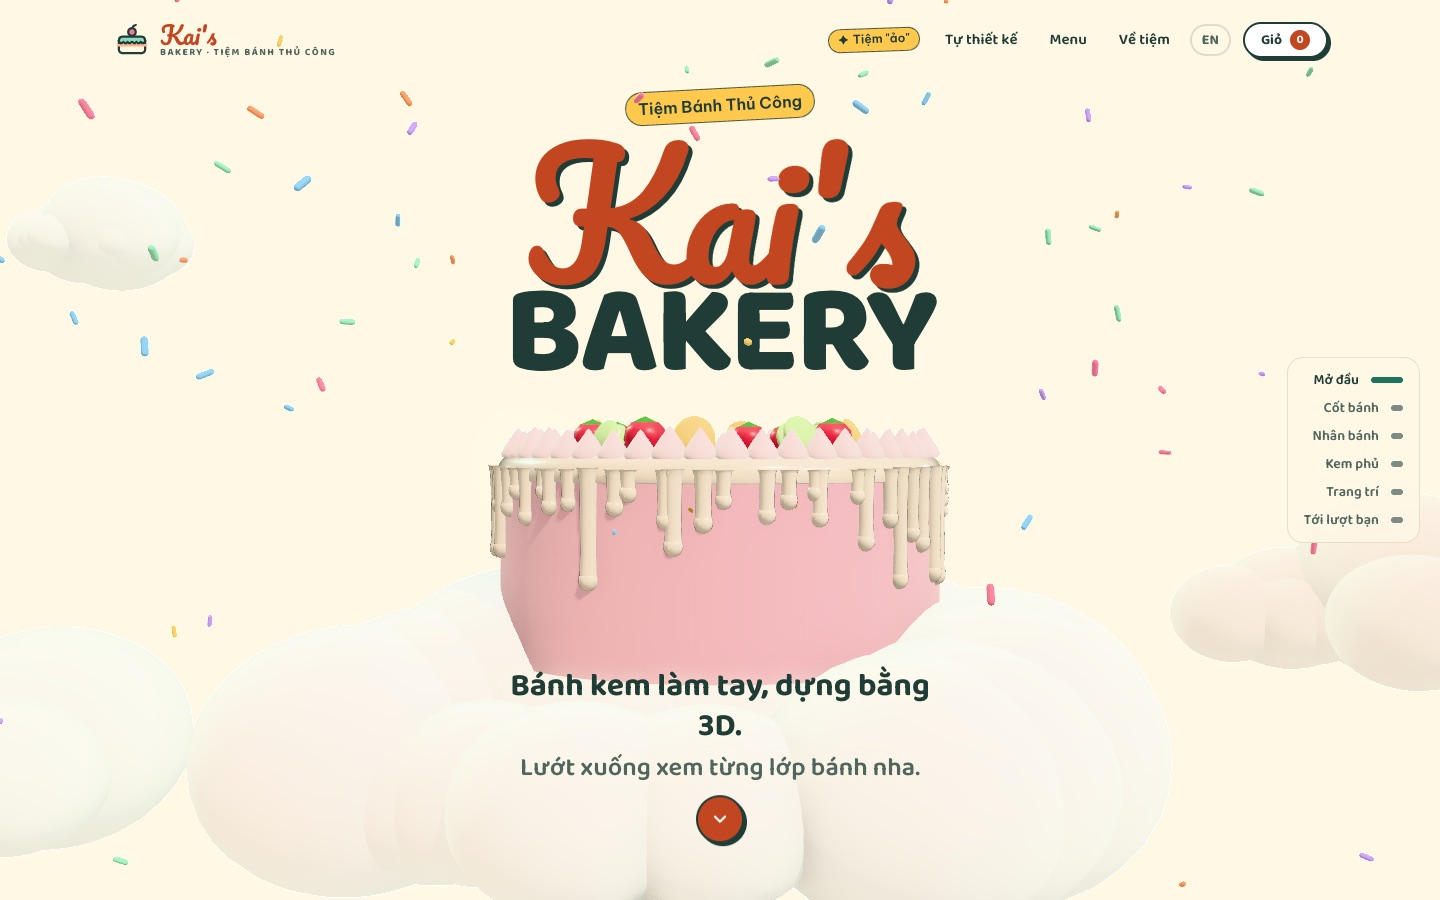 Kai's
BAKERY · TIỆM BÁNH THỦ CÔNG
✦ Tiệm "ảo"
Tự thiết kế
Menu
Về tiệm
EN
Giỏ 0
Tiệm Bánh Thủ Công
Kai's
BAKERY
Mở đầu
Cốt bánh
Nhân bánh
Kem phủ
Trang trí
Tới lượt bạn
Bánh kem làm tay, dựng bằng
3D.
Lướt xuống xem từng lớp bánh nha.